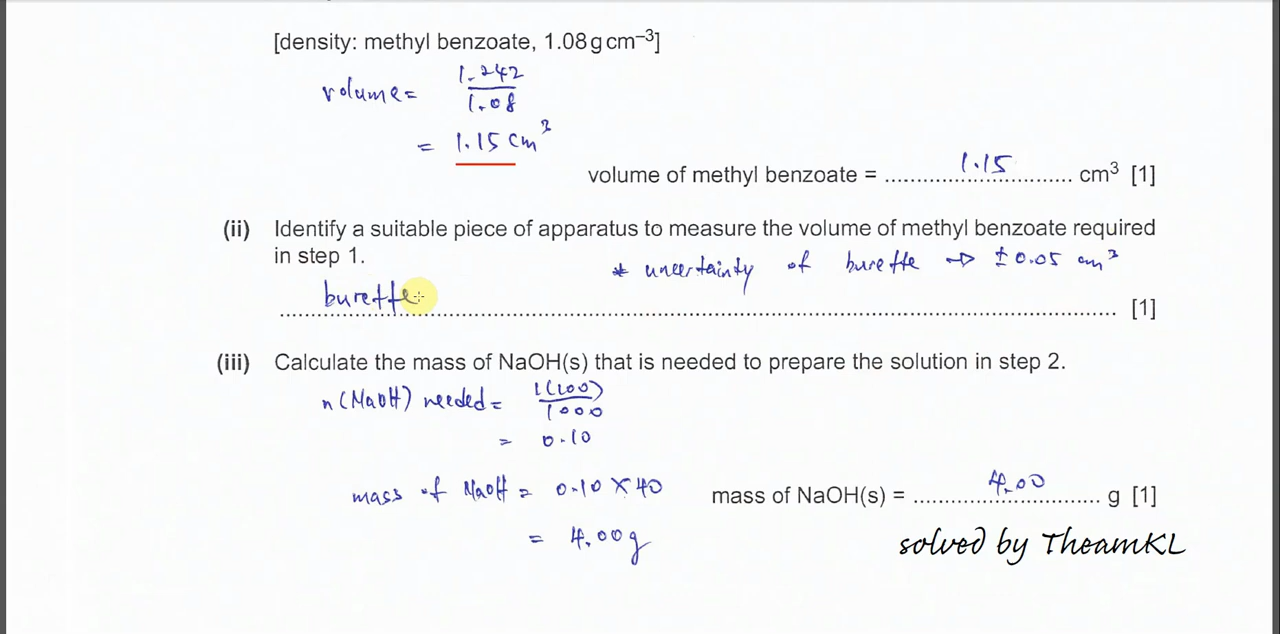 [density: methyl benzoate, 1.08 g cm⁻³]
volume = 1.242 / 1.08
= 1.15 cm³
volume of methyl benzoate = .......... 1.15 .......... cm³ [1]
(ii) Identify a suitable piece of apparatus to measure the volume of methyl benzoate required
in step 1.
* uncertainty of burette → ± 0.05 cm³
burette
[1]
(iii) Calculate the mass of NaOH(s) that is needed to prepare the solution in step 2.
n(NaOH) needed = 1(100) / 1000
= 0.10
mass of NaOH = 0.10 × 40
mass of NaOH(s) = .......... 4.00 .......... g [1]
= 4.00g
solved by TheamKL